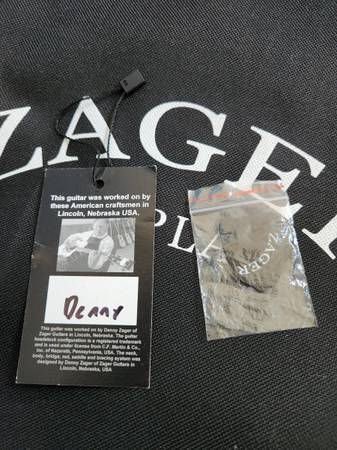 ZAGER
PLA
This guitar was worked on by
these American craftsmen in
Lincoln, Nebraska USA.
Denny
This guitar was worked on by Denny Zager of
Zager Guitars in Lincoln, Nebraska. The guitar
headstock configuration is a registered trademark
and is used under license from C.F. Martin & Co.,
Inc. of Nazareth, Pennsylvania, USA. The neck,
body, bridge, nut, saddle and bracing system was
designed by Denny Zager of Zager Guitars in
Lincoln, Nebraska, USA
ZAGER